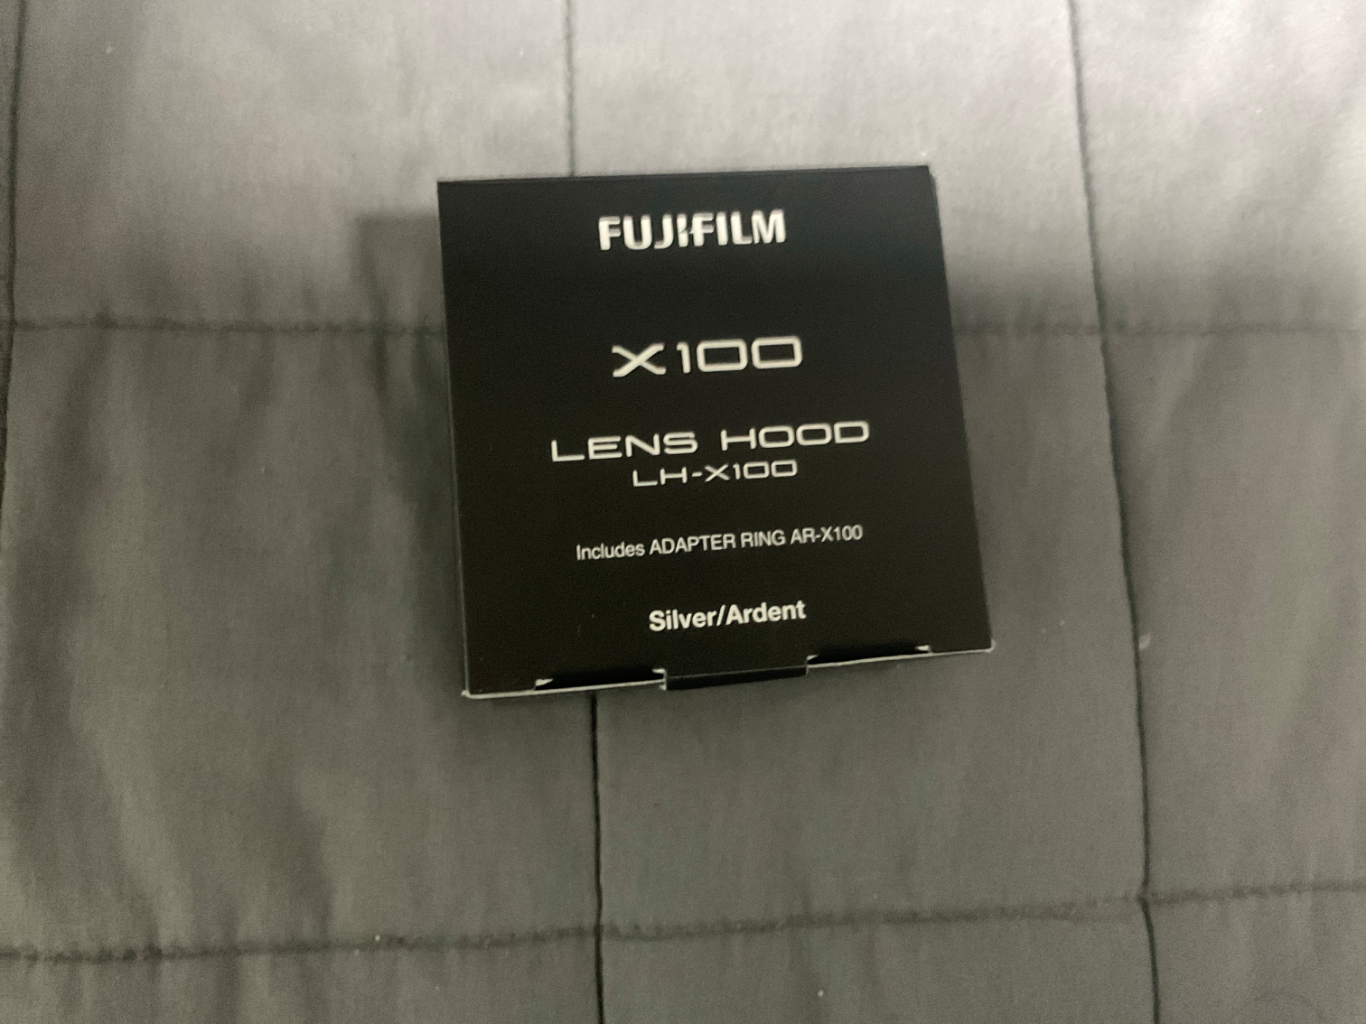 FUJIFILM
X100
LENS HOOD
LH-X100
Includes ADAPTER RING AR-X100
Silver/Ardent